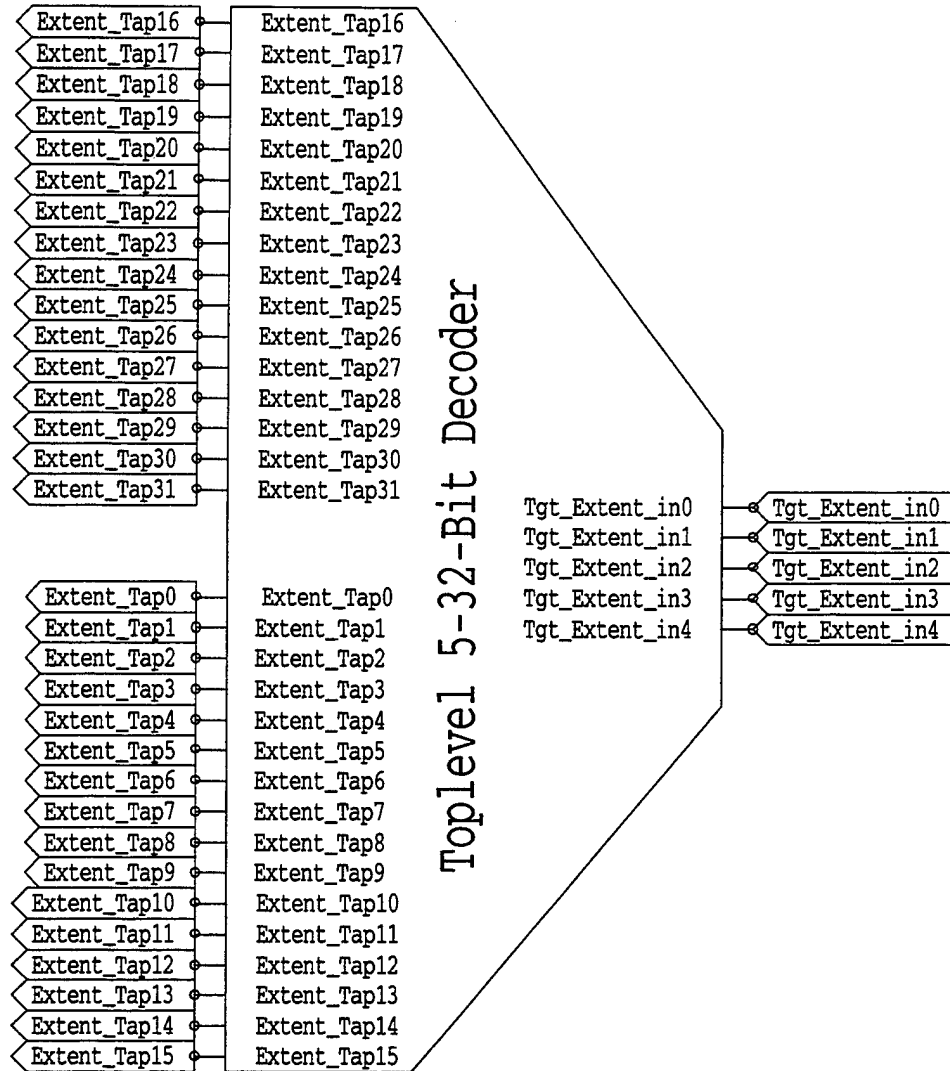 Extent_Tap16 Extent_Tap16
Extent_Tap17 Extent_Tap17
Extent_Tap18 Extent_Tap18
Extent_Tap19 Extent_Tap19
Extent_Tap20 Extent_Tap20
Extent_Tap21 Extent_Tap21
Extent_Tap22 Extent_Tap22
Extent_Tap23 Extent_Tap23
Extent_Tap24 Extent_Tap24
Extent_Tap25 Extent_Tap25
Extent_Tap26 Extent_Tap26
Extent_Tap27 Extent_Tap27
Extent_Tap28 Extent_Tap28
Extent_Tap29 Extent_Tap29
Extent_Tap30 Extent_Tap30
Extent_Tap31 Extent_Tap31
Extent_Tap0 Extent_Tap0
Extent_Tap1 Extent_Tap1
Extent_Tap2 Extent_Tap2
Extent_Tap3 Extent_Tap3
Extent_Tap4 Extent_Tap4
Extent_Tap5 Extent_Tap5
Extent_Tap6 Extent_Tap6
Extent_Tap7 Extent_Tap7
Extent_Tap8 Extent_Tap8
Extent_Tap9 Extent_Tap9
Extent_Tap10 Extent_Tap10
Extent_Tap11 Extent_Tap11
Extent_Tap12 Extent_Tap12
Extent_Tap13 Extent_Tap13
Extent_Tap14 Extent_Tap14
Extent_Tap15 Extent_Tap15
Toplevel 5-32-Bit Decoder
Tgt_Extent_in0 Tgt_Extent_in0
Tgt_Extent_in1 Tgt_Extent_in1
Tgt_Extent_in2 Tgt_Extent_in2
Tgt_Extent_in3 Tgt_Extent_in3
Tgt_Extent_in4 Tgt_Extent_in4